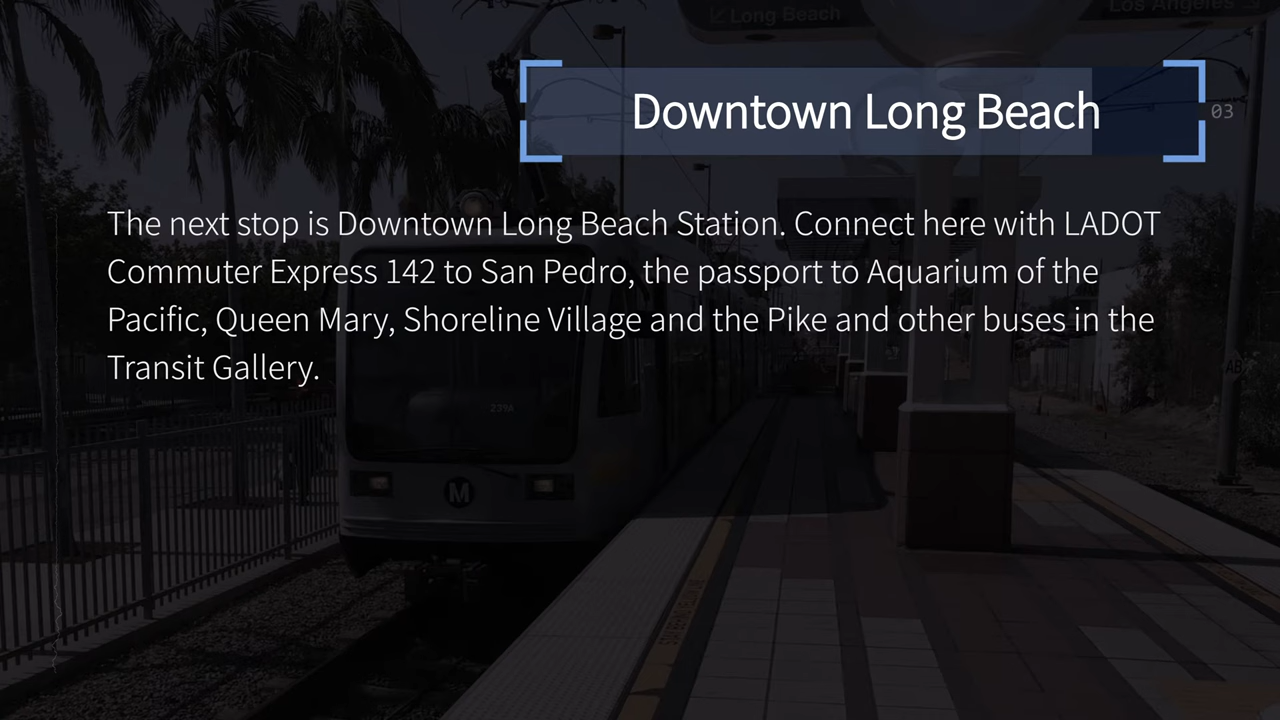 Long Beach
Los Angeles
Downtown Long Beach
03
The next stop is Downtown Long Beach Station. Connect here with LADOT
Commuter Express 142 to San Pedro, the passport to Aquarium of the
Pacific, Queen Mary, Shoreline Village and the Pike and other buses in the
Transit Gallery.
M